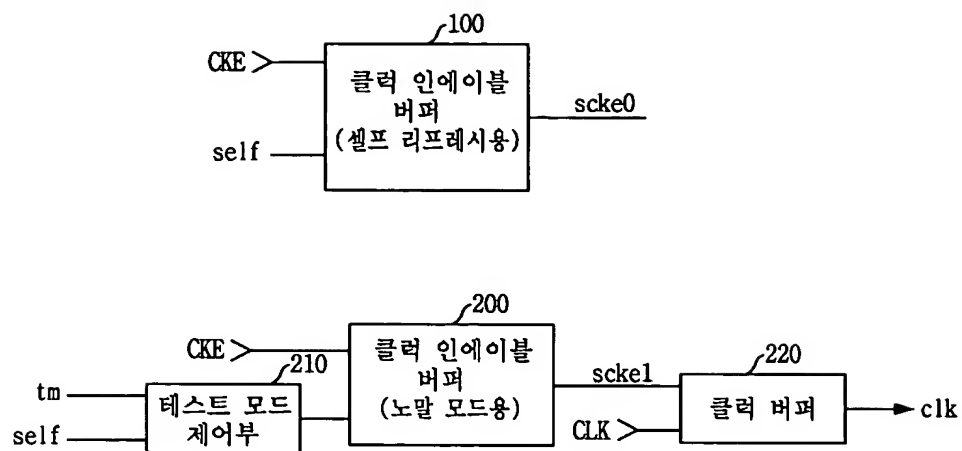 100
CKE
클럭 인에이블
버퍼
(셀프 리프레시용)
scke0
self
200
CKE
클럭 인에이블
버퍼
(노말 모드용)
210
tm
self
테스트 모드
제어부
scke1
220
CLK
클럭 버퍼
clk